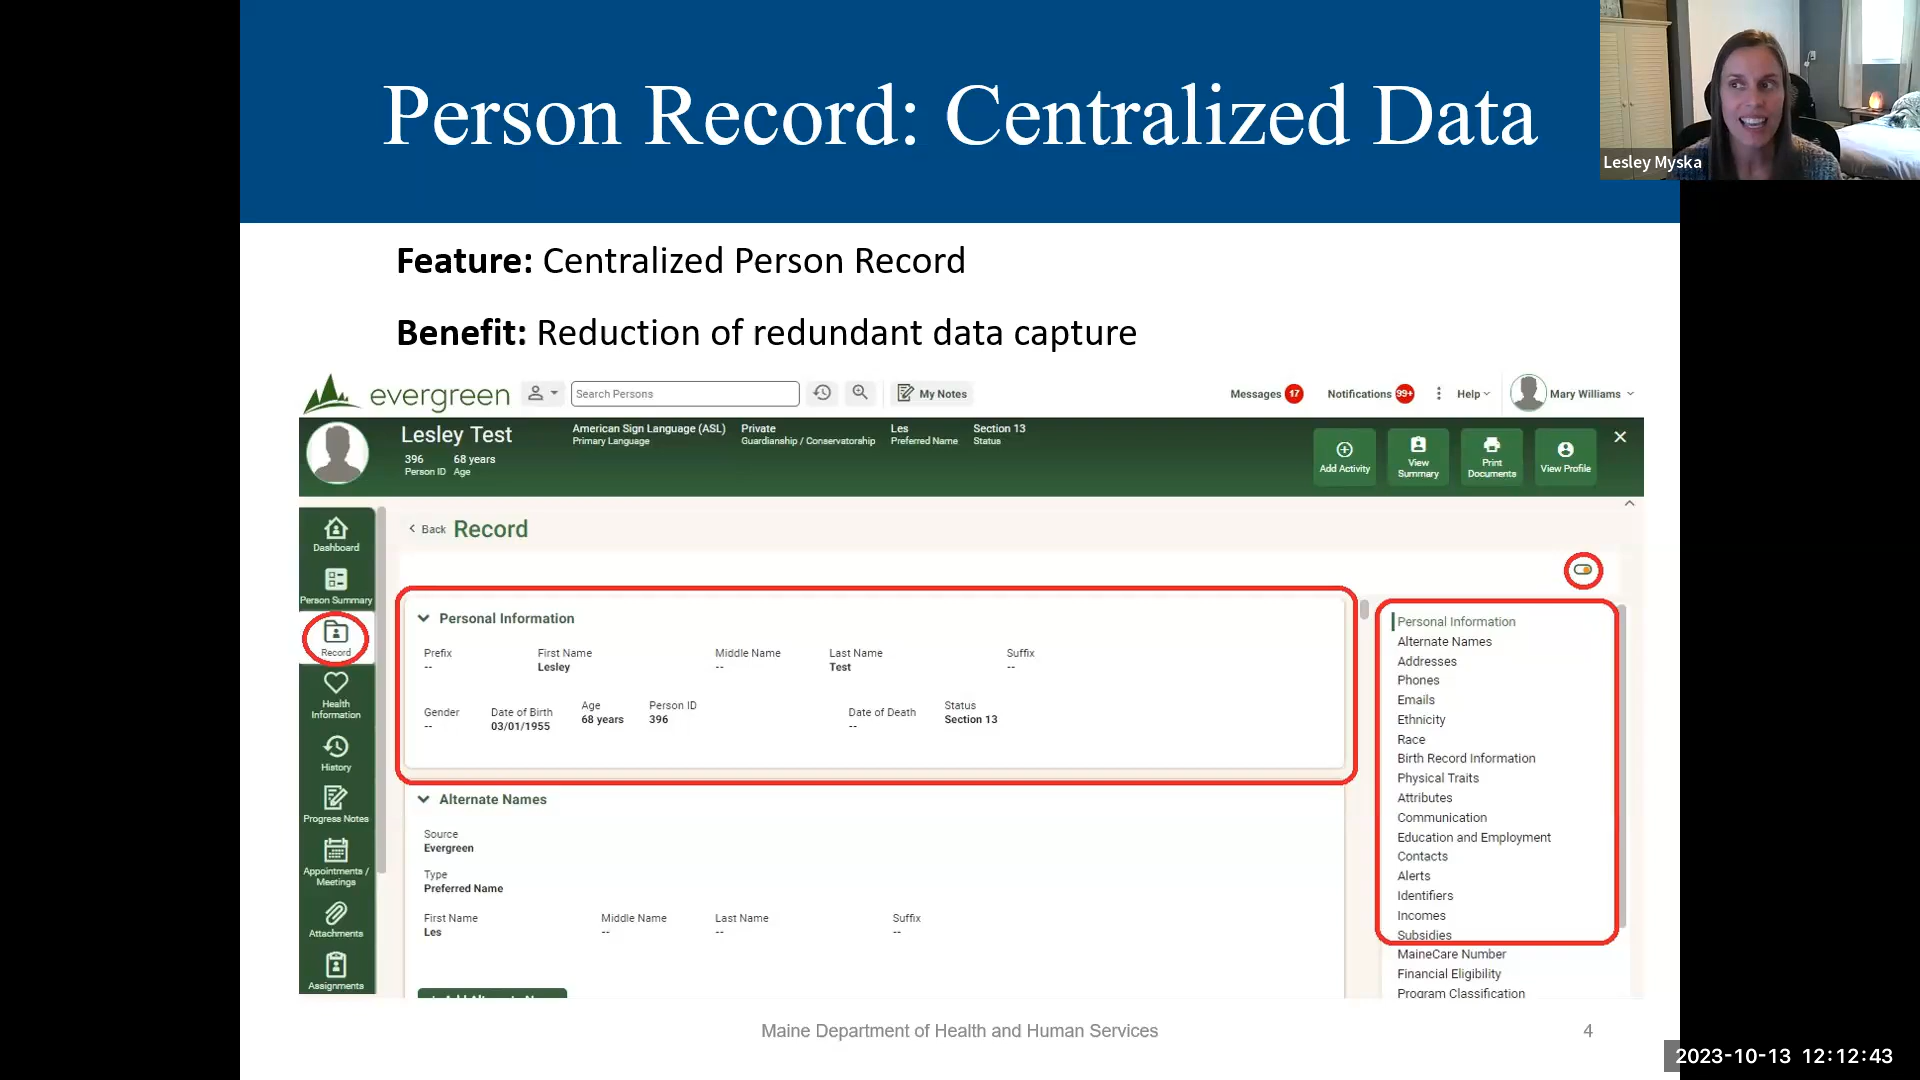 Person Record: Centralized Data
Lesley Myska
Feature: Centralized Person Record
Benefit: Reduction of redundant data capture
evergreen
Search Persons
My Notes
Messages 17
Notifications 99+
Help
Mary Williams
Lesley Test
396 68 years
Person ID Age
American Sign Language (ASL) Private Les Section 13
Primary Language Guardianship / Conservatorship Preferred Name Status
Add Activity
View
Summary
Print
Documents
View Profile
Dashboard
Person Summary
Record
Health
Information
History
Progress Notes
Appointments /
Meetings
Attachments
Assignments
Back Record
Personal Information
Prefix First Name Middle Name Last Name Suffix
-- Lesley -- Test --
Gender Date of Birth Age Person ID Date of Death Status
-- 03/01/1955 68 years 396 -- Section 13
Alternate Names
Source
Evergreen
Type
Preferred Name
First Name Middle Name Last Name Suffix
Les -- -- --
Personal Information
Alternate Names
Addresses
Phones
Emails
Ethnicity
Race
Birth Record Information
Physical Traits
Attributes
Communication
Education and Employment
Contacts
Alerts
Identifiers
Incomes
Subsidies
MaineCare Number
Financial Eligibility
Program Classification
Maine Department of Health and Human Services
4
2023-10-13 12:12:43